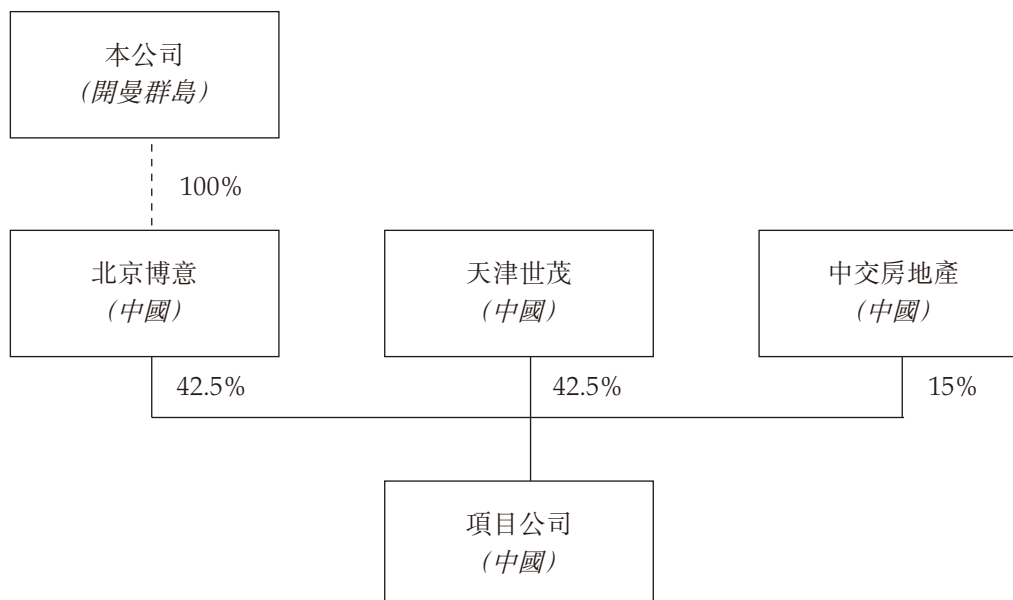 本公司
（開曼群島）
100%
北京博意
（中國）
天津世茂
（中國）
中交房地產
（中國）
42.5%
42.5%
15%
項目公司
（中國）